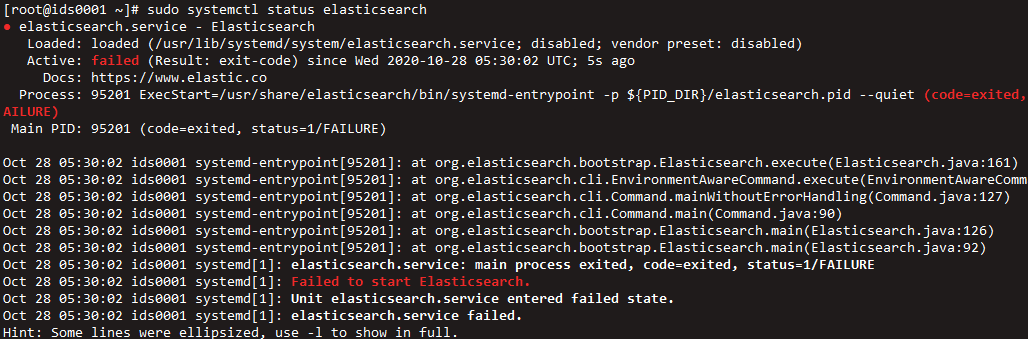 [root@ids0001 ~]# sudo systemctl status elasticsearch
● elasticsearch.service - Elasticsearch
Loaded: loaded (/usr/lib/systemd/system/elasticsearch.service; disabled; vendor preset: disabled)
Active: failed (Result: exit-code) since Wed 2020-10-28 05:30:02 UTC; 5s ago
Docs: https://www.elastic.co
Process: 95201 ExecStart=/usr/share/elasticsearch/bin/systemd-entrypoint -p ${PID_DIR}/elasticsearch.pid --quiet (code=exited,
AILURE)
Main PID: 95201 (code=exited, status=1/FAILURE)
Oct 28 05:30:02 ids0001 systemd-entrypoint[95201]: at org.elasticsearch.bootstrap.Elasticsearch.execute(Elasticsearch.java:161)
Oct 28 05:30:02 ids0001 systemd-entrypoint[95201]: at org.elasticsearch.cli.EnvironmentAwareCommand.execute(EnvironmentAwareComm
Oct 28 05:30:02 ids0001 systemd-entrypoint[95201]: at org.elasticsearch.cli.Command.mainWithoutErrorHandling(Command.java:127)
Oct 28 05:30:02 ids0001 systemd-entrypoint[95201]: at org.elasticsearch.cli.Command.main(Command.java:90)
Oct 28 05:30:02 ids0001 systemd-entrypoint[95201]: at org.elasticsearch.bootstrap.Elasticsearch.main(Elasticsearch.java:126)
Oct 28 05:30:02 ids0001 systemd-entrypoint[95201]: at org.elasticsearch.bootstrap.Elasticsearch.main(Elasticsearch.java:92)
Oct 28 05:30:02 ids0001 systemd[1]: elasticsearch.service: main process exited, code=exited, status=1/FAILURE
Oct 28 05:30:02 ids0001 systemd[1]: Failed to start Elasticsearch.
Oct 28 05:30:02 ids0001 systemd[1]: Unit elasticsearch.service entered failed state.
Oct 28 05:30:02 ids0001 systemd[1]: elasticsearch.service failed.
Hint: Some lines were ellipsized, use -l to show in full.